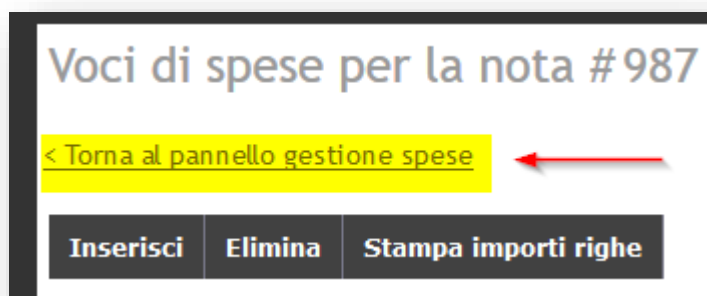 Voci di spese per la nota #987
< Torna al pannello gestione spese
Inserisci Elimina Stampa importi righe